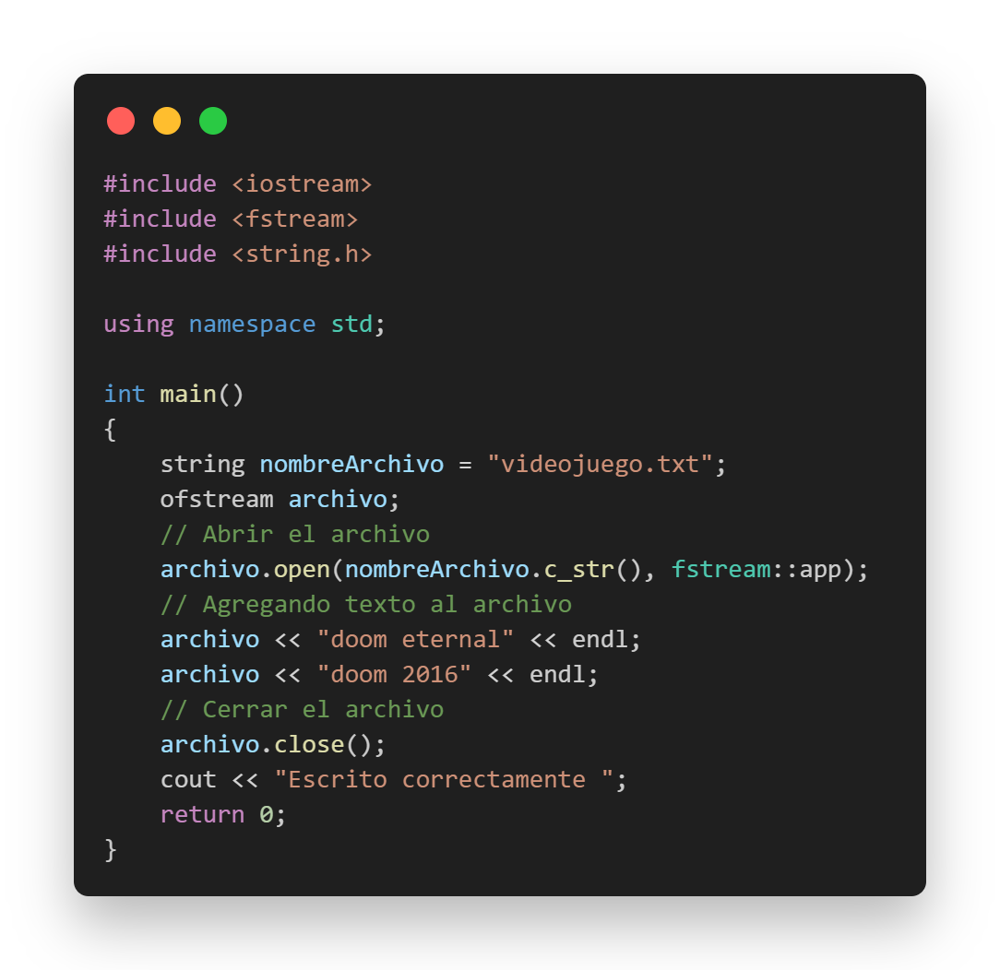 #include <iostream>
#include <fstream>
#include <string.h>

using namespace std;

int main()
{
    string nombreArchivo = "videojuego.txt";
    ofstream archivo;
    // Abrir el archivo
    archivo.open(nombreArchivo.c_str(), fstream::app);
    // Agregando texto al archivo
    archivo << "doom eternal" << endl;
    archivo << "doom 2016" << endl;
    // Cerrar el archivo
    archivo.close();
    cout << "Escrito correctamente ";
    return 0;
}